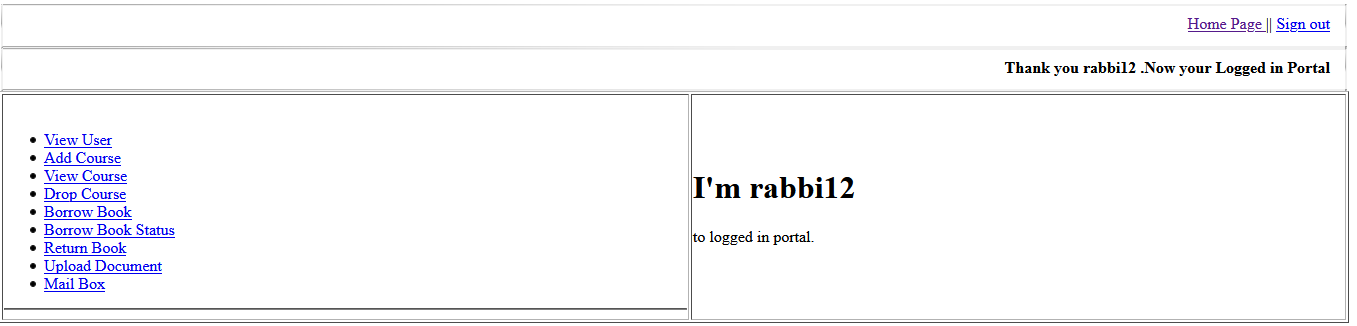 Home Page || Sign out
Thank you rabbi12 .Now your Logged in Portal
View User
Add Course
View Course
Drop Course
Borrow Book
Borrow Book Status
Return Book
Upload Document
Mail Box
I'm rabbi12
to logged in portal.